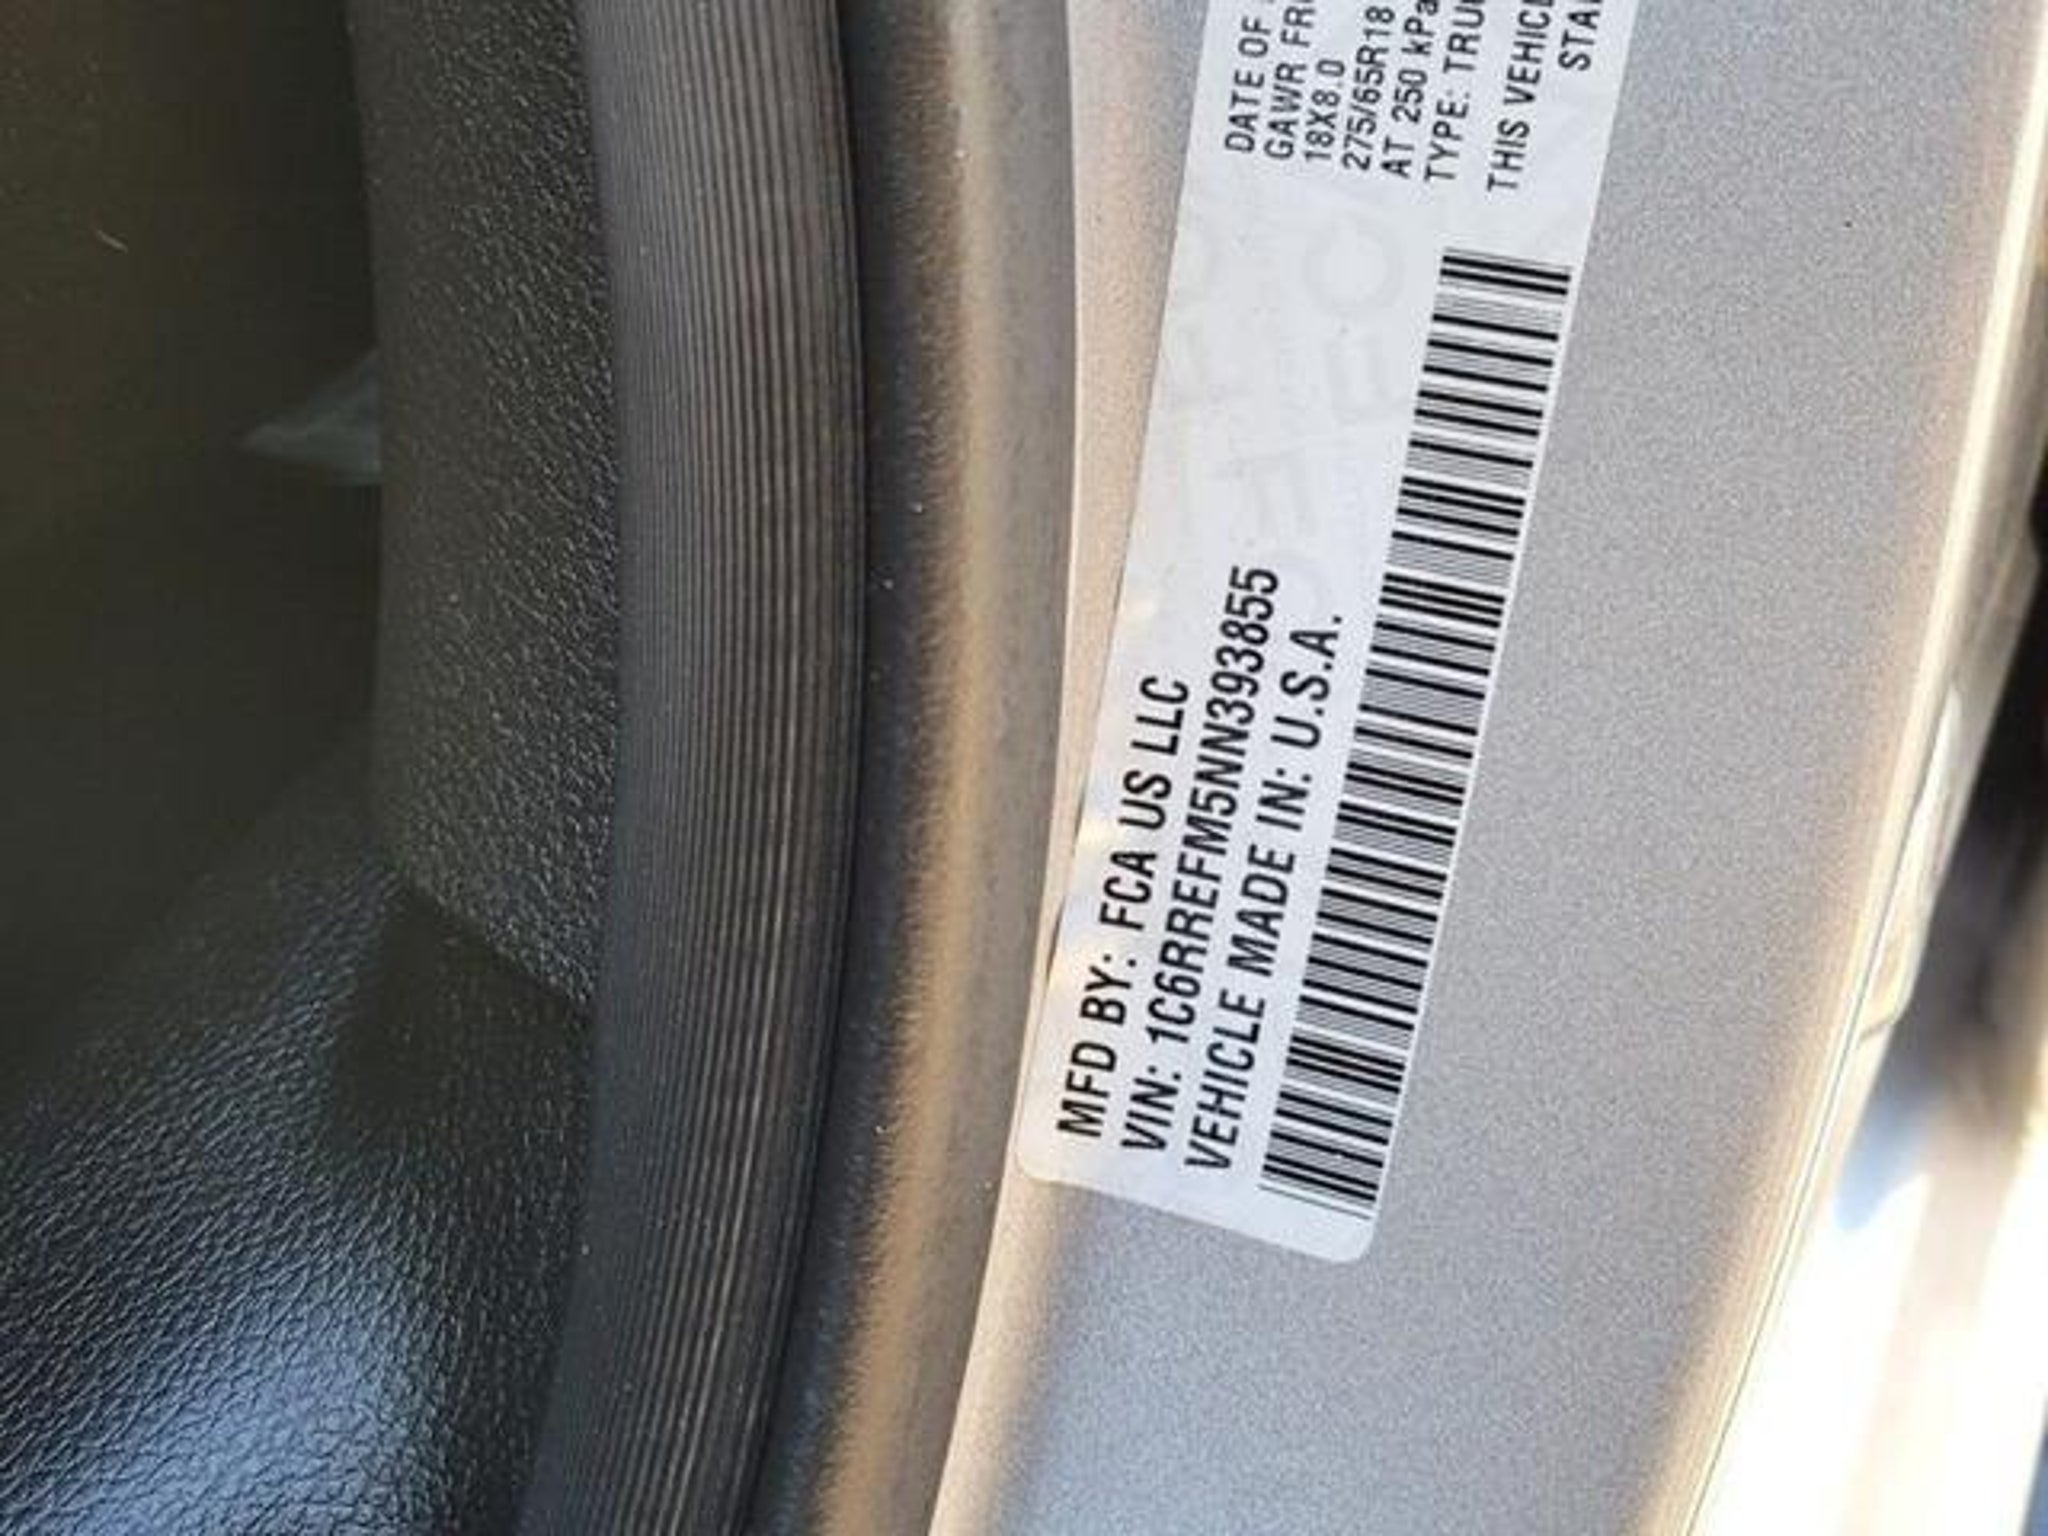 MFD BY: FCA US LLC
VIN: 1C6RREFM5NN393855
VEHICLE MADE IN: U.S.A.
DATE OF
GAWR FR
18X8.0
275/65R18
AT 250 kPa
TYPE: TRU
THIS VEHIC
STA